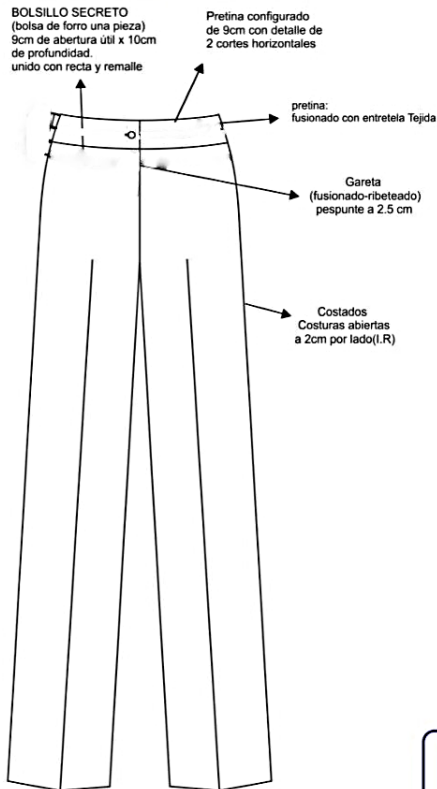 BOLSILLO SECRETO
(bolsa de forro una pieza)
9cm de abertura útil x 10cm
de profundidad.
unido con recta y remalle
Pretina configurado
de 9cm con detalle de
2 cortes horizontales
pretina:
fusionado con entretela Tejida
Gareta
(fusionado-ribeteado)
pespunte a 2.5 cm
Costados
Costuras abiertas
a 2cm por lado(I.R)